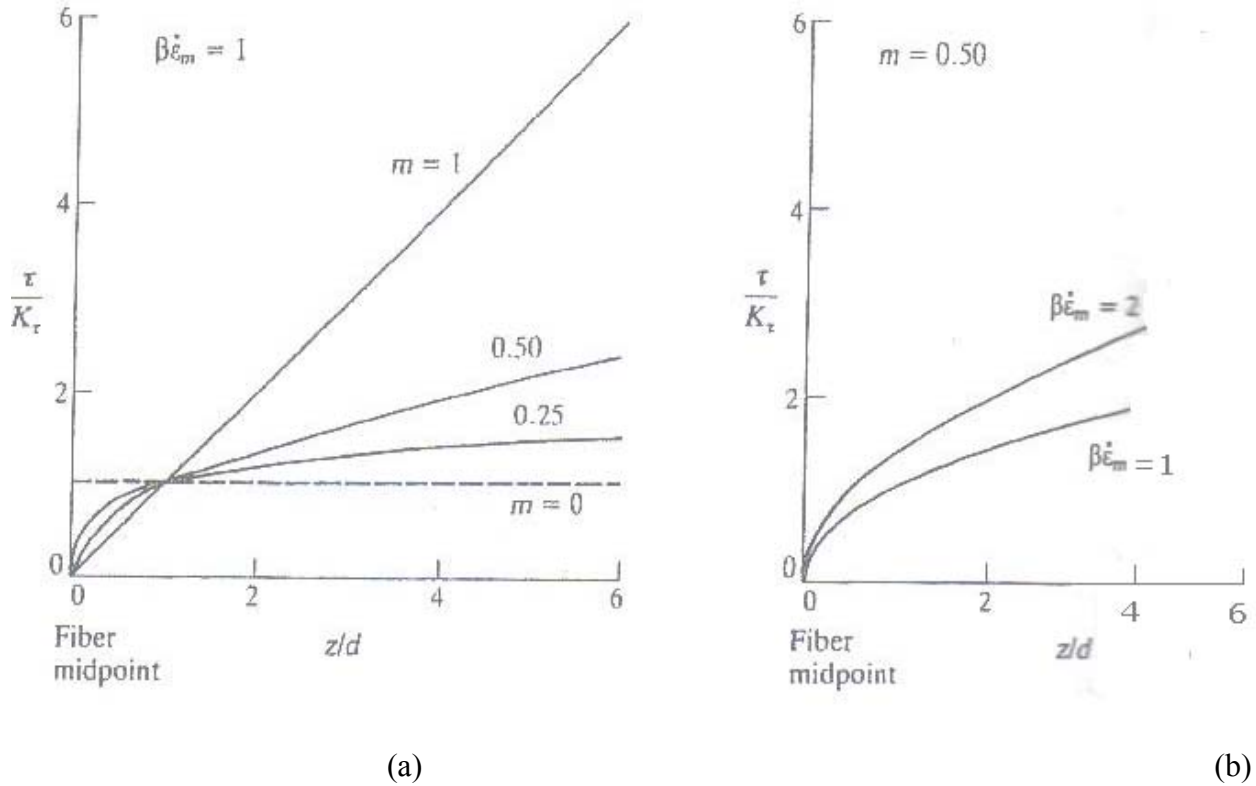 6
βε̇ₘ = 1
m = 1
4
τ
Kτ
0.50
2
0.25
m = 0
0
0
2
4
6
Fiber
midpoint
z/d
(a)
6
m = 0.50
4
τ
Kτ
βε̇ₘ = 2
2
βε̇ₘ = 1
0
0
2
4
6
Fiber
midpoint
z/d
(b)